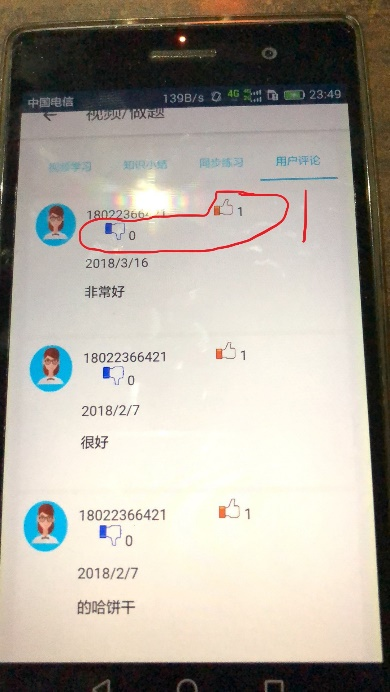 中国电信 139B/s 4G 23:49
视频/做题
视频学习 知识小结 同步练习 用户评论
1
0
2018/3/16
非常好
18022366421 1
0
2018/2/7
很好
18022366421 1
0
2018/2/7
的哈饼干